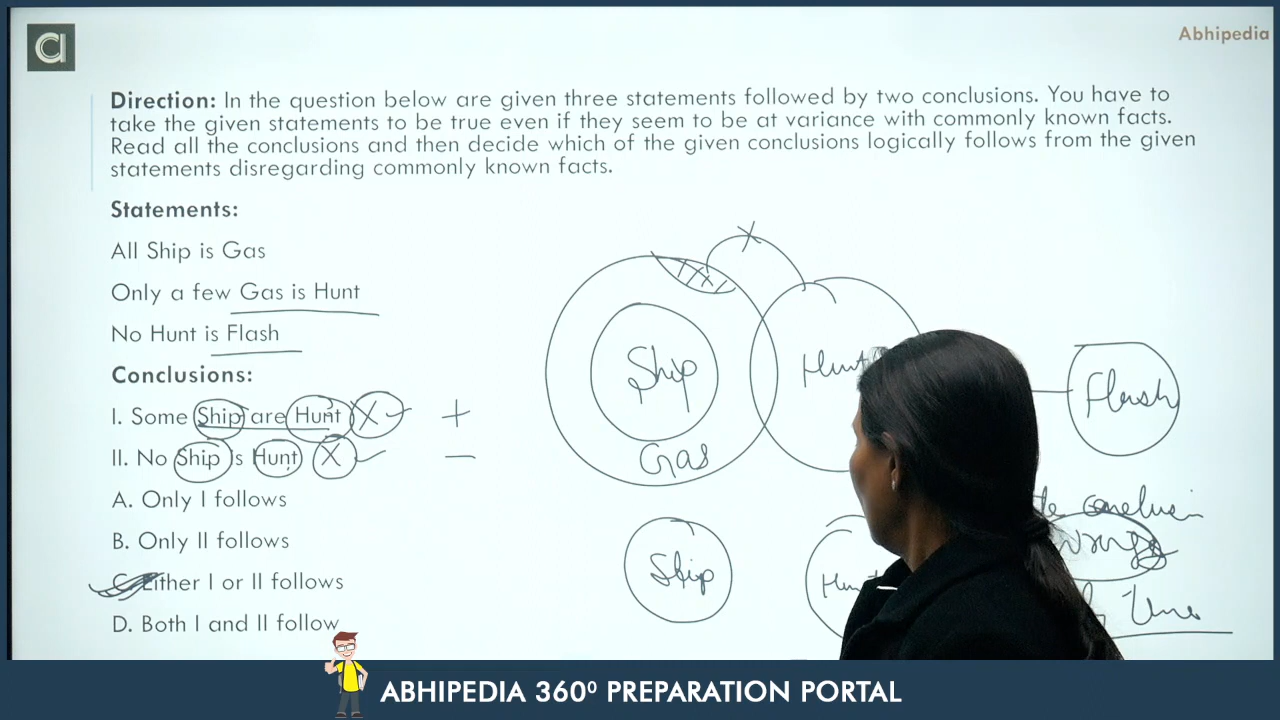 Abhipedia
Direction: In the question below are given three statements followed by two conclusions. You have to
take the given statements to be true even if they seem to be at variance with commonly known facts.
Read all the conclusions and then decide which of the given conclusions logically follows from the given
statements disregarding commonly known facts.
Statements:
All Ship is Gas
Only a few Gas is Hunt
No Hunt is Flash
Conclusions:
I. Some Ship are Hunt X +
II. No Ship is Hunt X −
A. Only I follows
B. Only II follows
C. Either I or II follows
D. Both I and II follow
X
Ship
Gas
Hunt
Flash
Ship
Hun
ABHIPEDIA 360⁰ PREPARATION PORTAL